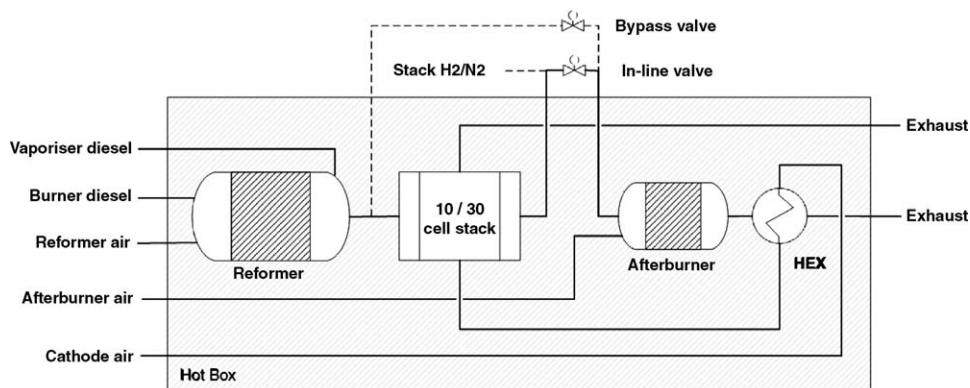 Bypass valve
Stack H2/N2
In-line valve
Exhaust
Vaporiser diesel
Burner diesel
10 / 30
cell stack
Exhaust
Reformer air
Reformer
Afterburner
HEX
Afterburner air
Cathode air
Hot Box